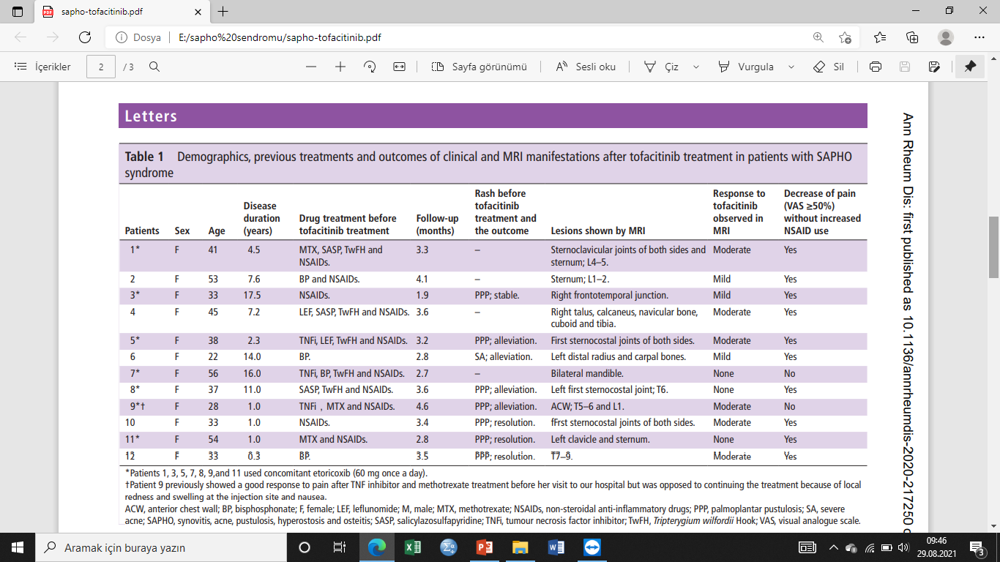 sapho-tofacitinib.pdf
Dosya
E:/sapho%20sendromu/sapho-tofacitinib.pdf
İçerikler 2 / 3 Sayfa görünümü Sesli oku Çiz Vurgula Sil
Letters
Table 1 Demographics, previous treatments and outcomes of clinical and MRI manifestations after tofacitinib treatment in patients with SAPHO
syndrome
Patients Sex Age Disease duration (years) Drug treatment before tofacitinib treatment Follow-up (months) Rash before tofacitinib treatment and the outcome Lesions shown by MRI Response to tofacitinib observed in MRI Decrease of pain (VAS ≥50%) without increased NSAID use
1* F 41 4.5 MTX, SASP, TwFH and NSAIDs. 3.3 – Sternoclavicular joints of both sides and sternum; L4–5. Moderate Yes
2 F 53 7.6 BP and NSAIDs. 4.1 – Sternum; L1–2. Mild Yes
3* F 33 17.5 NSAIDs. 1.9 PPP; stable. Right frontotemporal junction. Mild Yes
4 F 45 7.2 LEF, SASP, TwFH and NSAIDs. 3.6 – Right talus, calcaneus, navicular bone, cuboid and tibia. Moderate Yes
5* F 38 2.3 TNFi, LEF, TwFH and NSAIDs. 3.2 PPP; alleviation. First sternocostal joints of both sides. Moderate Yes
6 F 22 14.0 BP. 2.8 SA; alleviation. Left distal radius and carpal bones. Mild Yes
7* F 56 16.0 TNFi, BP, TwFH and NSAIDs. 2.7 – Bilateral mandible. None No
8* F 37 11.0 SASP, TwFH and NSAIDs. 3.6 PPP; alleviation. Left first sternocostal joint; T6. None Yes
9*† F 28 1.0 TNFi , MTX and NSAIDs. 4.6 PPP; alleviation. ACW; T5–6 and L1. Moderate No
10 F 33 1.0 NSAIDs. 3.4 PPP; resolution. fFrst sternocostal joints of both sides. Moderate Yes
11* F 54 1.0 MTX and NSAIDs. 2.8 PPP; resolution. Left clavicle and sternum. None Yes
12 F 33 0.3 BP. 3.5 PPP; resolution. T7–9. Moderate Yes
*Patients 1, 3, 5, 7, 8, 9,and 11 used concomitant etoricoxib (60 mg once a day).
†Patient 9 previously showed a good response to pain after TNF inhibitor and methotrexate treatment before her visit to our hospital but was opposed to continuing the treatment because of local
redness and swelling at the injection site and nausea.
ACW, anterior chest wall; BP, bisphosphonate; F, female; LEF, leflunomide; M, male; MTX, methotrexate; NSAIDs, non-steroidal anti-inflammatory drugs; PPP, palmoplantar pustulosis; SA, severe
acne; SAPHO, synovitis, acne, pustulosis, hyperostosis and osteitis; SASP, salicylazosulfapyridine; TNFi, tumour necrosis factor inhibitor; TwFH, Tripterygium wilfordii Hook; VAS, visual analogue scale.
Ann Rheum Dis: first published as 10.1136/annrheumdis-2020-217250 o
Aramak için buraya yazın
09:46
29.08.2021
3